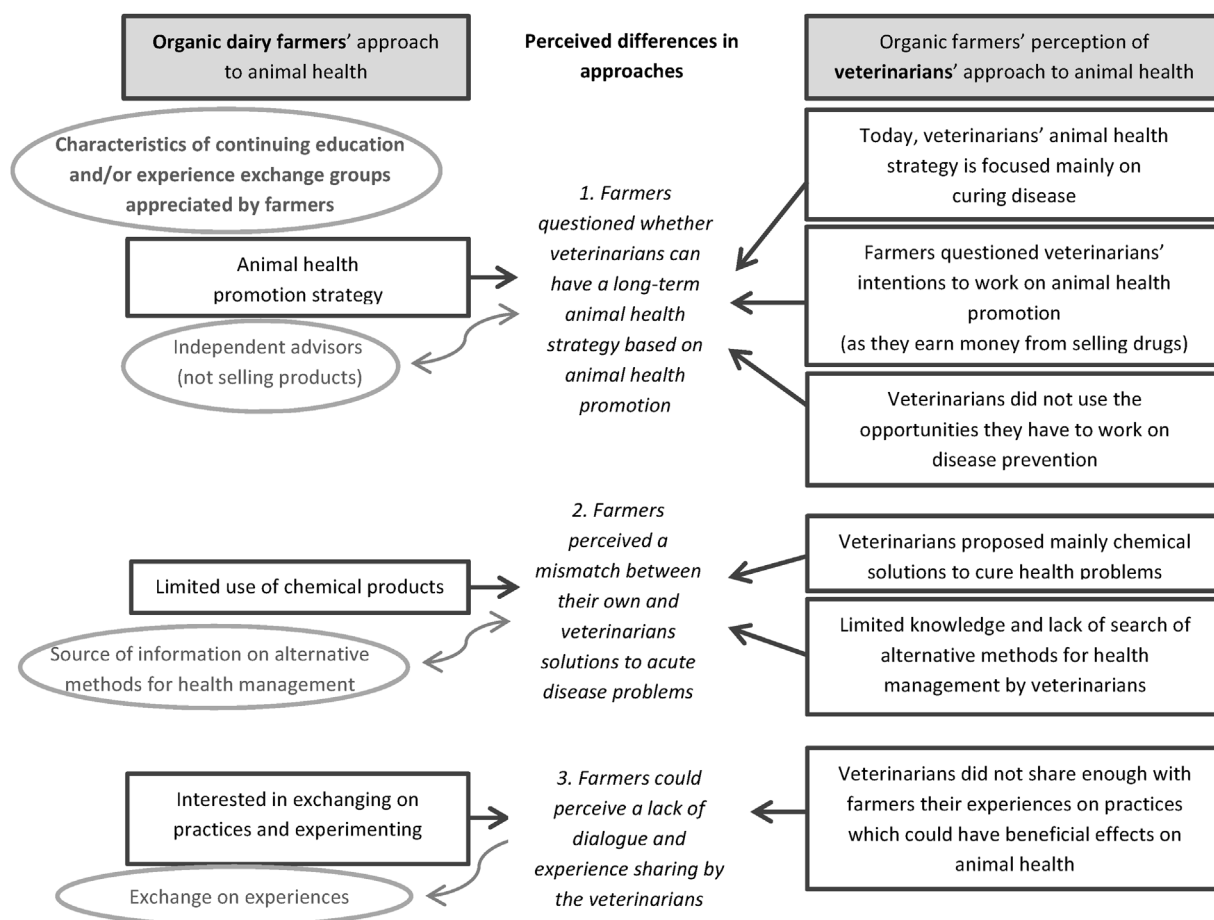 Organic dairy farmers’ approach
to animal health
Perceived differences in
approaches
Organic farmers’ perception of
veterinarians’ approach to animal health
Characteristics of continuing education
and/or experience exchange groups
appreciated by farmers
Animal health
promotion strategy
Independent advisors
(not selling products)
1. Farmers
questioned whether
veterinarians can
have a long-term
animal health
strategy based on
animal health
promotion
Today, veterinarians’ animal health
strategy is focused mainly on
curing disease
Farmers questioned veterinarians’
intentions to work on animal health
promotion
(as they earn money from selling drugs)
Veterinarians did not use the
opportunities they have to work on
disease prevention
Limited use of chemical products
Source of information on alternative
methods for health management
2. Farmers
perceived a
mismatch between
their own and
veterinarians
solutions to acute
disease problems
Veterinarians proposed mainly chemical
solutions to cure health problems
Limited knowledge and lack of search of
alternative methods for health
management by veterinarians
Interested in exchanging on
practices and experimenting
Exchange on experiences
3. Farmers could
perceive a lack of
dialogue and
experience sharing by
the veterinarians
Veterinarians did not share enough with
farmers their experiences on practices
which could have beneficial effects on
animal health